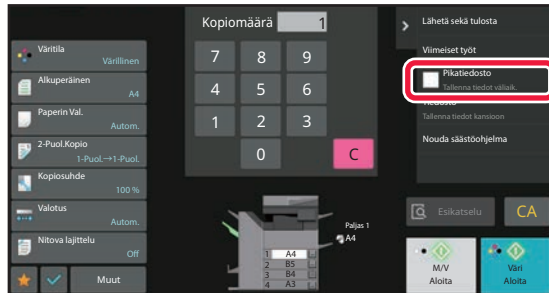 Kopiomäärä 1
7 8 9
4 5 6
1 2 3
0 C
Väritila
Värillinen
Alkuperäinen
A4
Paperin Val.
Autom.
2-Puol.Kopio
1-Puol.→1-Puol.
Kopiosuhde
100 %
Valotus
Autom.
Nitova lajittelu
Off
Muut
Paljas 1
A4
1 A4
2 B5
3 B4
4 A3
Lähetä sekä tulosta
Viimeiset työt
Pikatiedosto
Tallenna tiedot väliaik.
Tiedosto
Tallenna tiedot kansioon
Nouda säästöohjelma
Esikatselu
CA
M/V
Aloita
Väri
Aloita